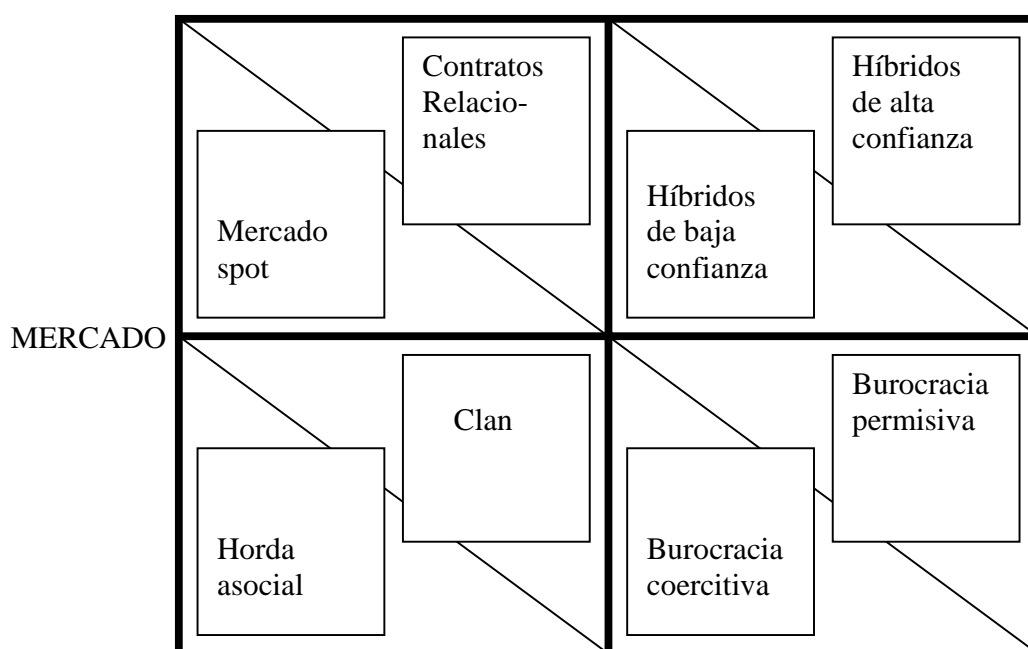 Contratos
Relacio-
nales
Híbridos
de alta
confianza
Mercado
spot
Híbridos
de baja
confianza
MERCADO
Clan
Burocracia
permisiva
Horda
asocial
Burocracia
coercitiva